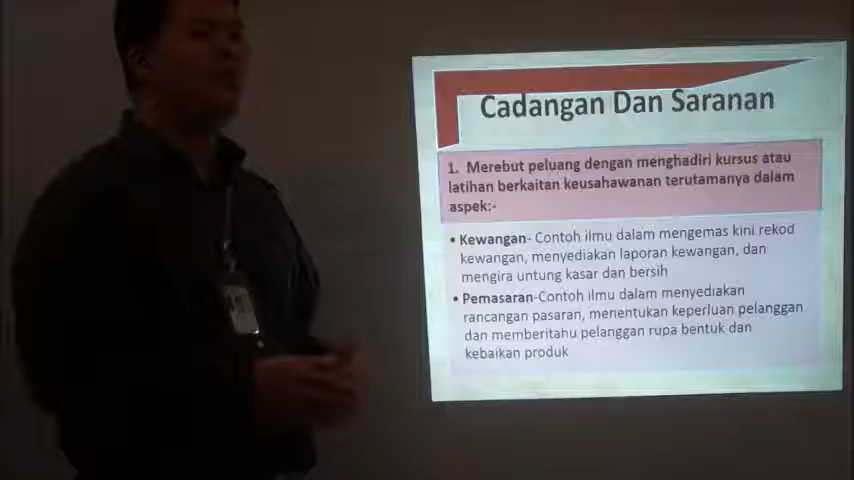 Cadangan Dan Saranan
1. Merebut peluang dengan menghadiri kursus atau
latihan berkaitan keusahawanan terutamanya dalam
aspek:-
• Kewangan- Contoh ilmu dalam mengemas kini rekod
kewangan, menyediakan laporan kewangan, dan
mengira untung kasar dan bersih
• Pemasaran-Contoh ilmu dalam menyediakan
rancangan pasaran, menentukan keperluan pelanggan
dan memberitahu pelanggan rupa bentuk dan
kebaikan produk